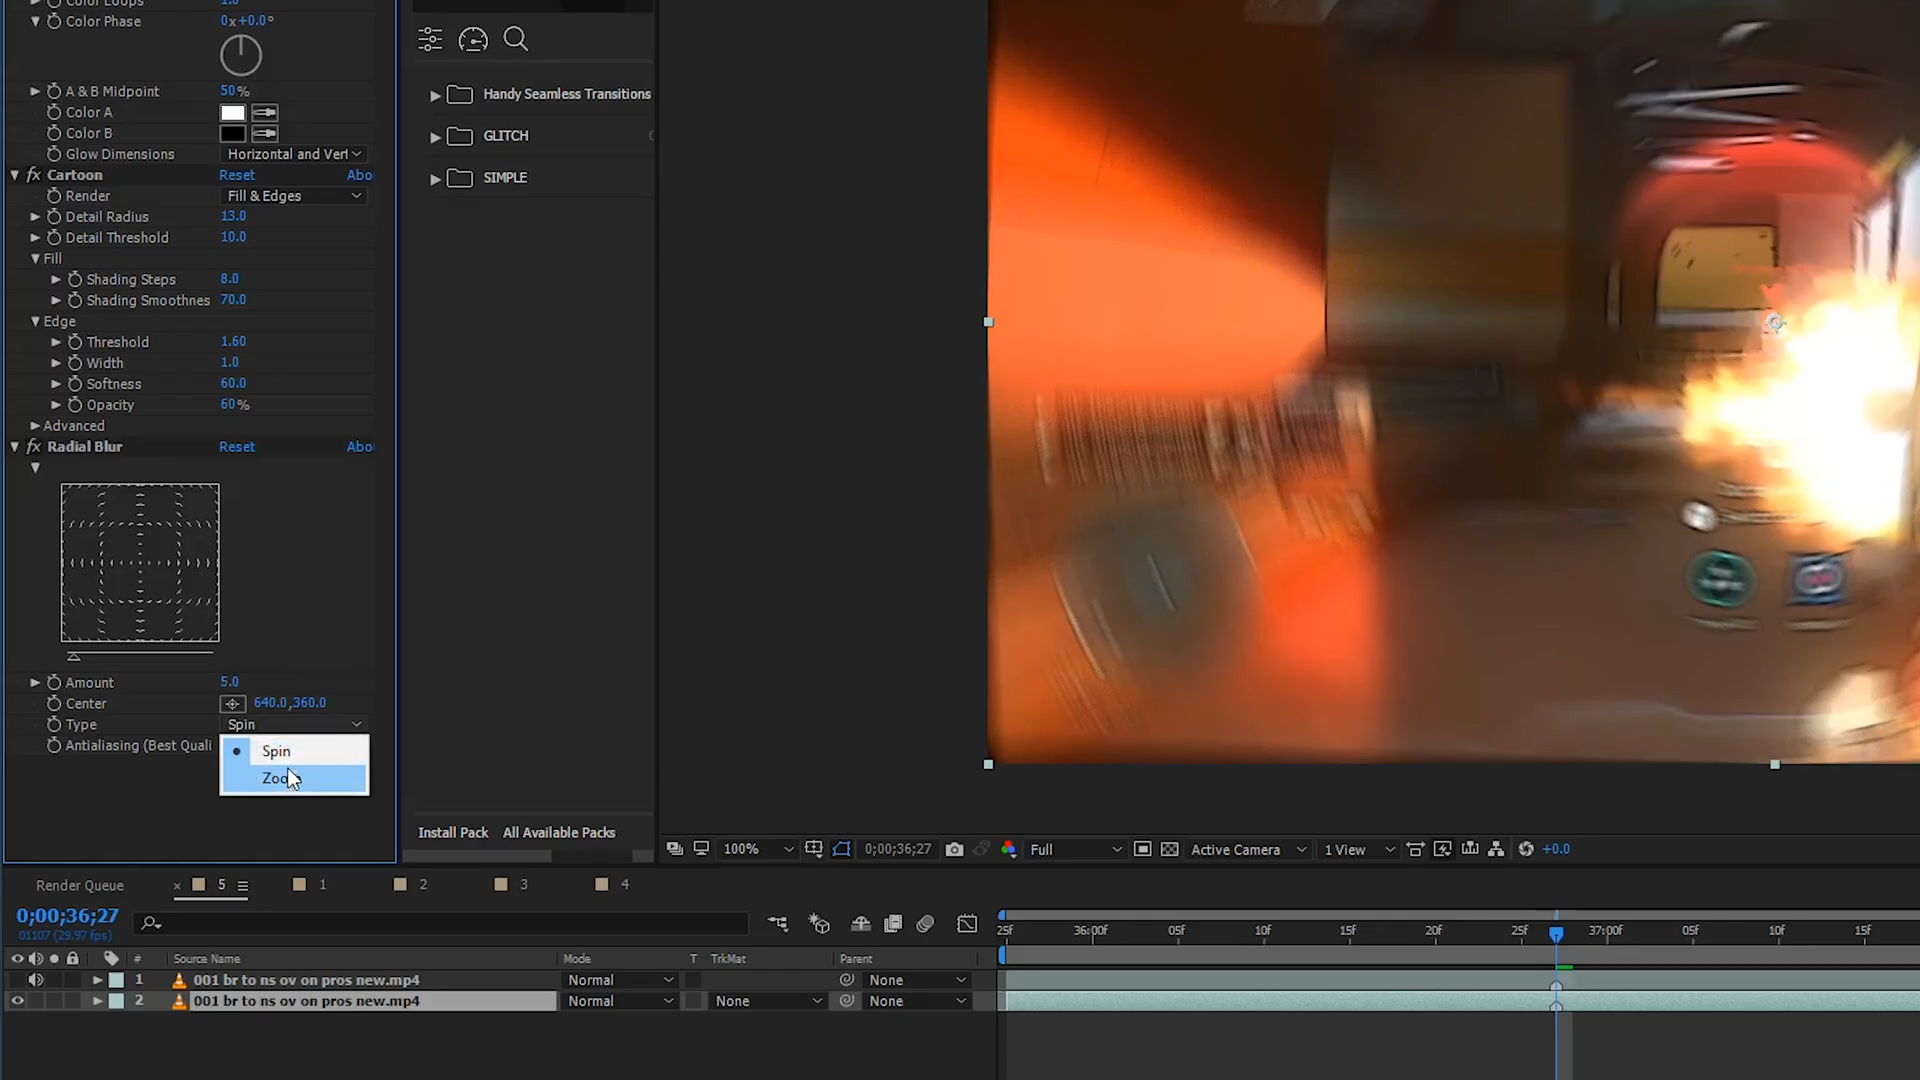 Color Loops 1.0
Color Phase 0x+0.0°
A & B Midpoint 50%
Color A
Color B
Glow Dimensions Horizontal and Vert
fx Cartoon Reset Abo
Render Fill & Edges
Detail Radius 13.0
Detail Threshold 10.0
Fill
Shading Steps 8.0
Shading Smoothnes 70.0
Edge
Threshold 1.60
Width 1.0
Softness 60.0
Opacity 60%
Advanced
fx Radial Blur Reset Abo
Amount 5.0
Center 640.0,360.0
Type Spin
Antialiasing (Best Quali
Spin
Zoom
Handy Seamless Transitions
GLITCH
SIMPLE
Install Pack All Available Packs
100% 0;00;36;27 Full Active Camera 1 View +0.0
Render Queue × 5 1 2 3 4
0;00;36;27
01107 (29.97 fps)
25f 36:00f 05f 10f 15f 20f 25f 37:00f 05f 10f 15f
# Source Name Mode T TrkMat Parent
1 001 br to ns ov on pros new.mp4 Normal None
2 001 br to ns ov on pros new.mp4 Normal None None